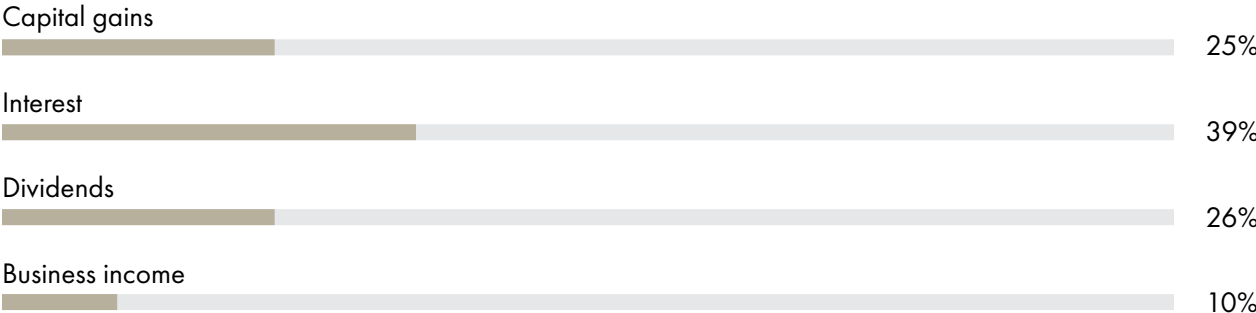 Capital gains
25%
Interest
39%
Dividends
26%
Business income
10%